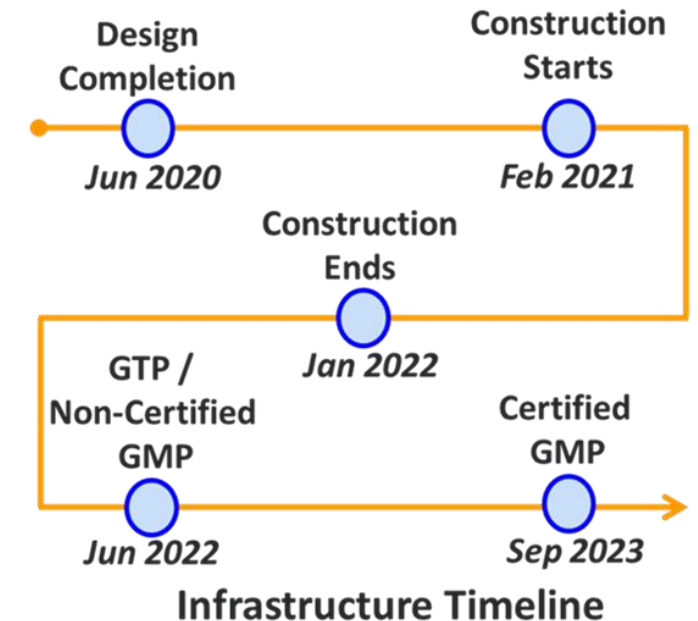 Design
Completion
Jun 2020
Construction
Starts
Feb 2021
Construction
Ends
Jan 2022
GTP /
Non-Certified
GMP
Jun 2022
Certified
GMP
Sep 2023
Infrastructure Timeline